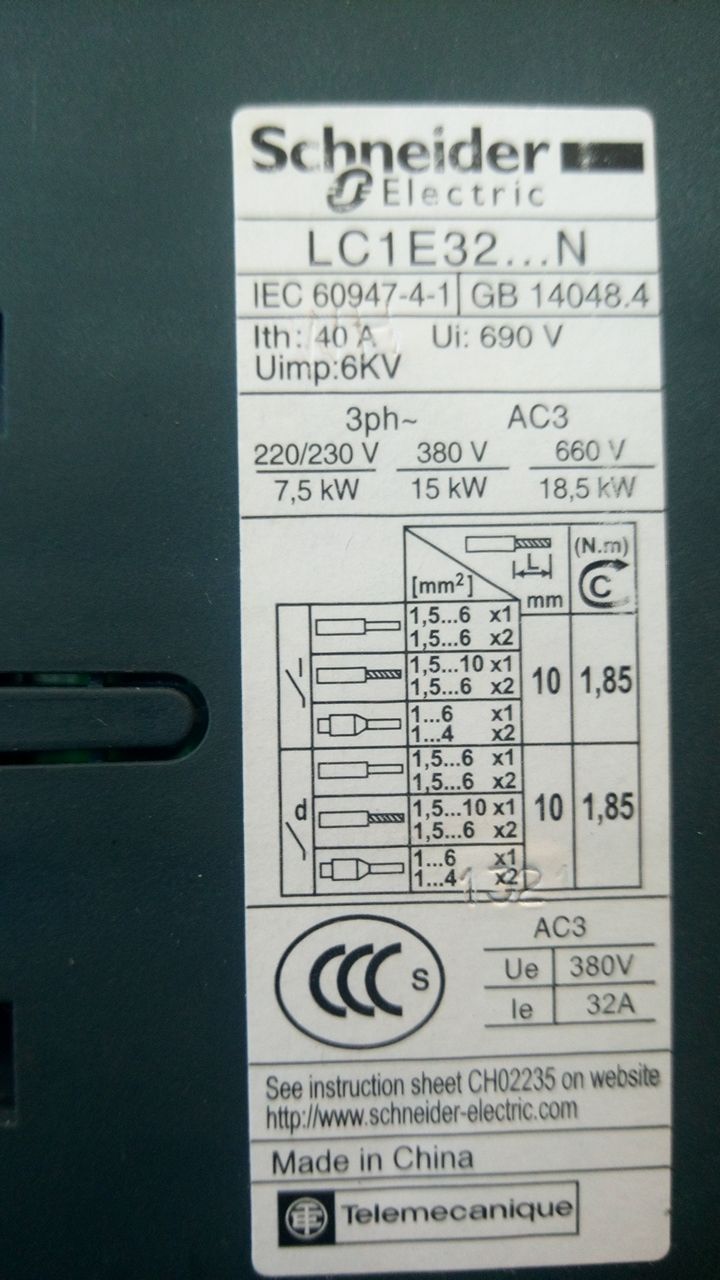 Schneider
Electric
LC1E32...N
IEC 60947-4-1 GB 14048.4
Ith: 40 A Ui: 690 V
Uimp:6KV
3ph~ AC3
220/230 V 380 V 660 V
7,5 kW 15 kW 18,5 kW
[mm²] L mm (N.m) C
1,5...6 x1
1,5...6 x2
1,5...10 x1
1,5...6 x2
10 1,85
1...6 x1
1...4 x2
1,5...6 x1
1,5...6 x2
d 1,5...10 x1
1,5...6 x2
10 1,85
1...6 x1
1...4 x2
1321
CCC S
AC3
Ue 380V
Ie 32A
See instruction sheet CH02235 on website
http://www.schneider-electric.com
Made in China
Telemecanique